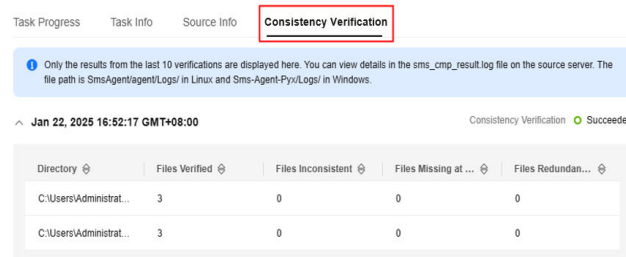 Task Progress Task Info Source Info Consistency Verification
Only the results from the last 10 verifications are displayed here. You can view details in the sms_cmp_result.log file on the source server. The
file path is SmsAgent/agent/Logs/ in Linux and Sms-Agent-Pyx/Logs/ in Windows.
Jan 22, 2025 16:52:17 GMT+08:00 Consistency Verification Succeede
Directory Files Verified Files Inconsistent Files Missing at ... Files Redundan...
C:\Users\Administrat... 3 0 0 0
C:\Users\Administrat... 3 0 0 0